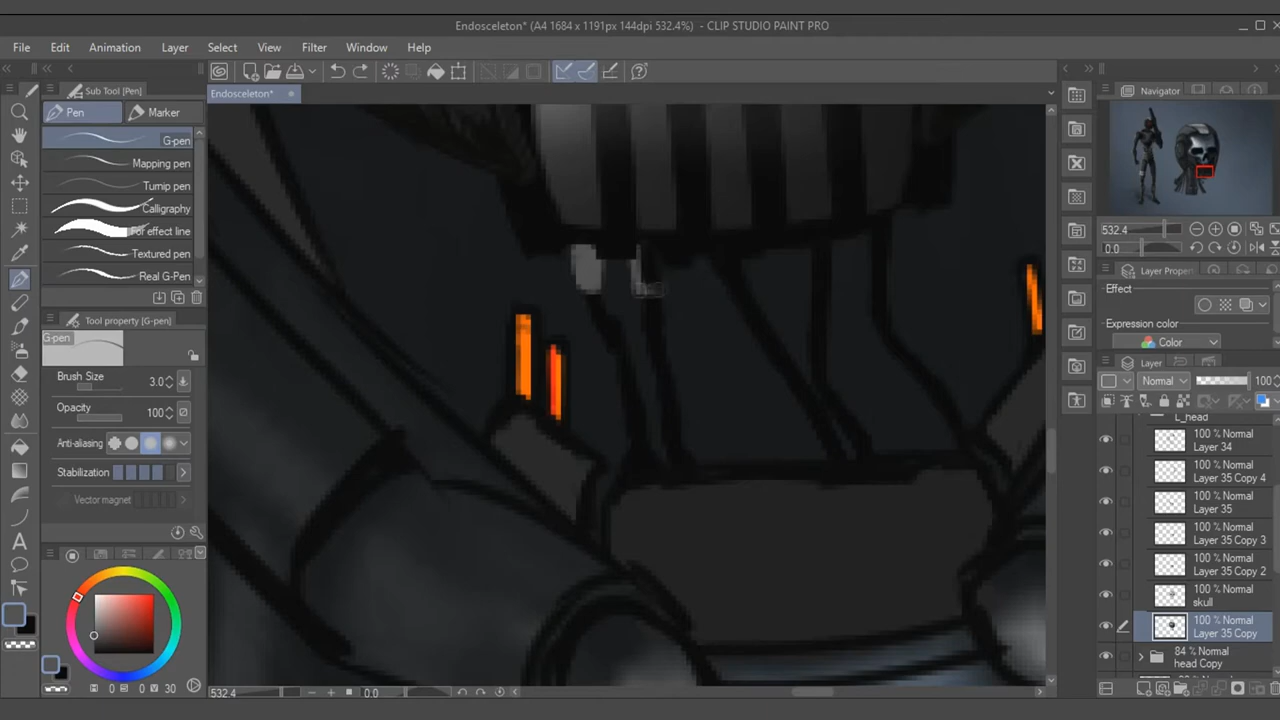 Endosceleton* (A4 1684 x 1191px 144dpi 532.4%) - CLIP STUDIO PAINT PRO
File Edit Animation Layer Select View Filter Window Help
Sub Tool [Pen]
Endosceleton*
Navigator
Pen Marker
G-pen
Mapping pen
Turnip pen
Calligraphy
For effect line
Textured pen
Real G-Pen
Tool property [G-pen]
G-pen
Brush Size 3.0
Opacity 100
Anti-aliasing
Stabilization
Vector magnet
0 0 V 30
532.4 0.0
532.4
0.0
Layer Proper
Effect
Expression color
Color
Layer
Normal 100
L_head
100 % Normal
Layer 34
100 % Normal
Layer 35 Copy 4
100 % Normal
Layer 35
100 % Normal
Layer 35 Copy 3
100 % Normal
Layer 35 Copy 2
100 % Normal
skull
100 % Normal
Layer 35 Copy
84 % Normal
head Copy